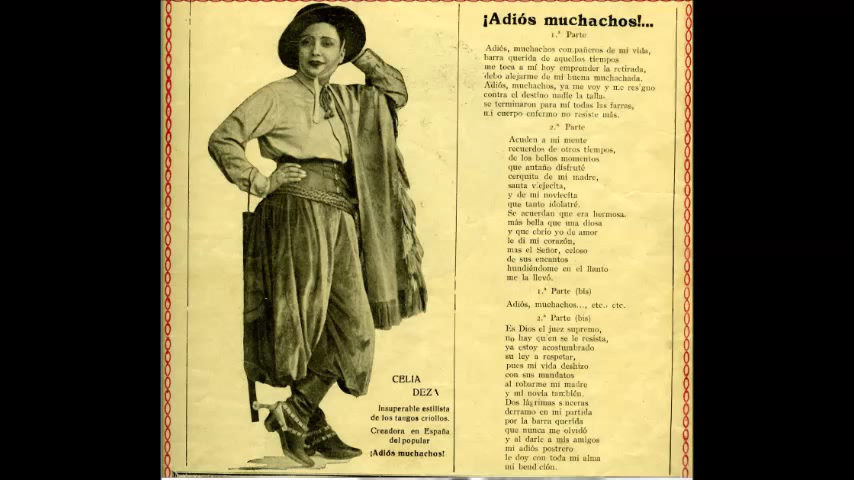 ¡Adiós muchachos!...
1.ª Parte
Adiós, muchachos compañeros de mi vida,
barra querida de aquellos tiempos
me toca a mí hoy emprender la retirada,
debo alejarme de mi buena muchachada.
Adiós, muchachos, ya me voy y me resigno
contra el destino nadie la talla.
se terminaron para mí todas las farras,
mi cuerpo enfermo no resiste más.
2.ª Parte
Acuden a mi mente
recuerdos de otros tiempos,
de los bellos momentos
que antaño disfruté
cerquita de mi madre,
santa viejecita,
y de mi noviecita
que tanto idolatré.
Se acuerdan que era hermosa.
más bella que una diosa
y que ebrio yo de amor
le di mi corazón,
mas el Señor, celoso
de sus encantos
hundiéndome en el llanto
me la llevó.
1.ª Parte (bis)
Adiós, muchachos..., etc., etc.
2.ª Parte (bis)
Es Dios el juez supremo,
no hay quien se le resista,
ya estoy acostumbrado
su ley a respetar,
pues mi vida deshizo
con sus mandatos
al robarme mi madre
y mi novia también.
Dos lágrimas sinceras
derramo en mi partida
por la barra querida
que nunca me olvidó
y al darle a mis amigos
mi adiós postrero
le doy con toda mi alma
mi bendición.
CELIA
DEZA
Insuperable estilista
de los tangos criollos.
Creadora en España
del popular
¡Adiós muchachos!